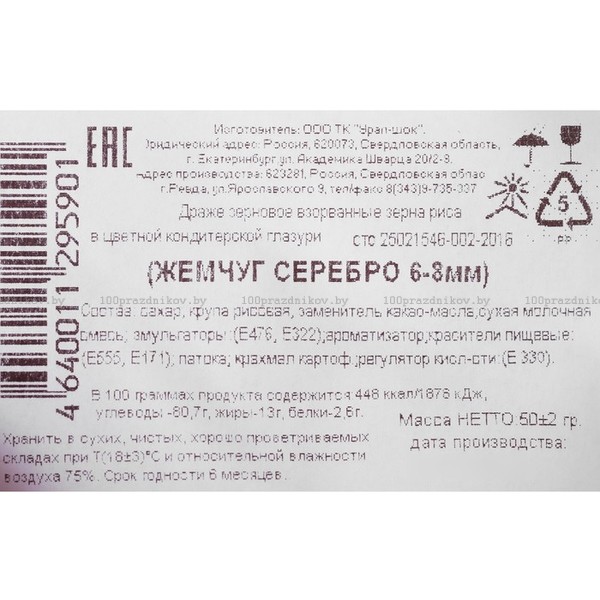 EAC
Изготовитель: ООО ТК "Урал-шок".
Юридический адрес: Россия, 620073, Свердловская область,
г. Екатеринбург,ул. Академика Шварца 20/2-8.
Адрес производства: 623281, Россия, Свердловская область
г.Ревда, ул.Ярославского 9, тел/факс 8(343)9-735-337
Драже зерновое взорванные зерна риса
в цветной кондитерской глазури стс 25021546-002-2016
(ЖЕМЧУГ СЕРЕБРО 6-8мм)
100prazdnikov.by 100prazdnikov.by 100prazdnikov.by
Состав: сахар, крупа рисовая, заменитель какао-масла,сухая молочная
смесь; эмульгаторы:(Е476, Е322);ароматизатор;красители пищевые:
(Е555, Е171); патока; крахмал картоф.;регулятор кисл-сти:(Е 330).
В 100 граммах продукта содержится:448 ккал/1876 кДж,
углеводы -80,7г, жиры-13г, белки-2,6г.
Масса НЕТТО:50±2 гр.
дата производства:
Хранить в сухих, чистых, хорошо проветриваемых
складах при Т(18±3)°С и относительной влажности
воздуха 75%. Срок годности 6 месяцев.
4 640011 295901
5
PP